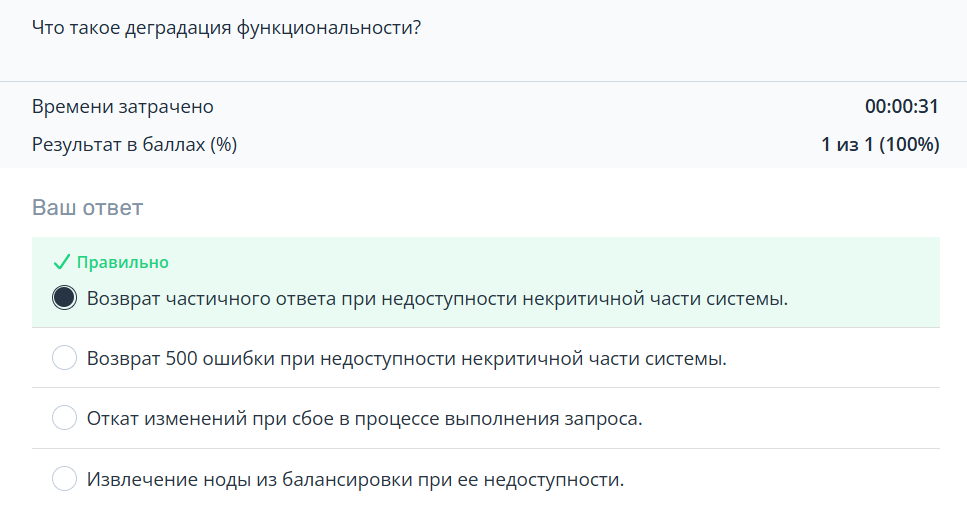 Что такое деградация функциональности?
Времени затрачено
00:00:31
Результат в баллах (%)
1 из 1 (100%)
Ваш ответ
Правильно
Возврат частичного ответа при недоступности некритичной части системы.
Возврат 500 ошибки при недоступности некритичной части системы.
Откат изменений при сбое в процессе выполнения запроса.
Извлечение ноды из балансировки при ее недоступности.